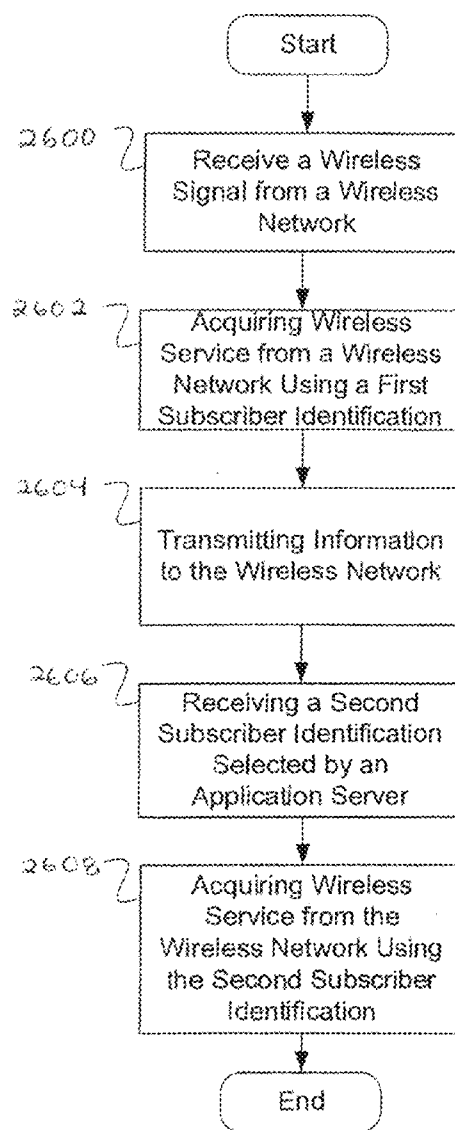 Start
2600
Receive a Wireless
Signal from a Wireless
Network
2602
Acquiring Wireless
Service from a Wireless
Network Using a First
Subscriber Identification
2604
Transmitting Information
to the Wireless Network
2606
Receiving a Second
Subscriber Identification
Selected by an
Application Server
2608
Acquiring Wireless
Service from the
Wireless Network Using
the Second Subscriber
Identification
End